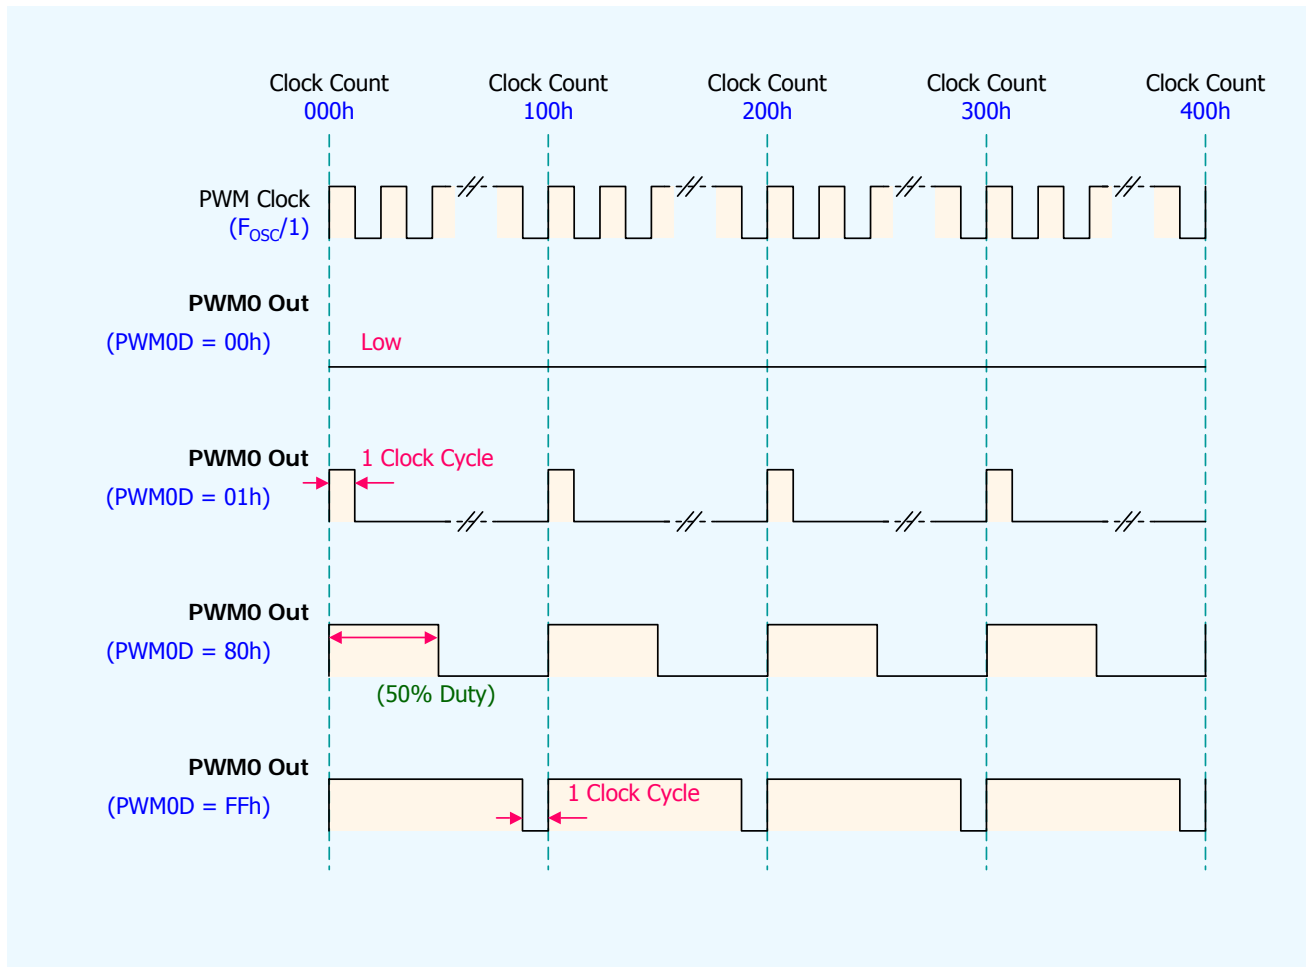 Clock Count Clock Count Clock Count Clock Count Clock Count
000h 100h 200h 300h 400h
PWM Clock
(FOSC/1)
PWM0 Out
(PWM0D = 00h) Low
PWM0 Out 1 Clock Cycle
(PWM0D = 01h)
PWM0 Out
(PWM0D = 80h)
(50% Duty)
PWM0 Out
1 Clock Cycle
(PWM0D = FFh)